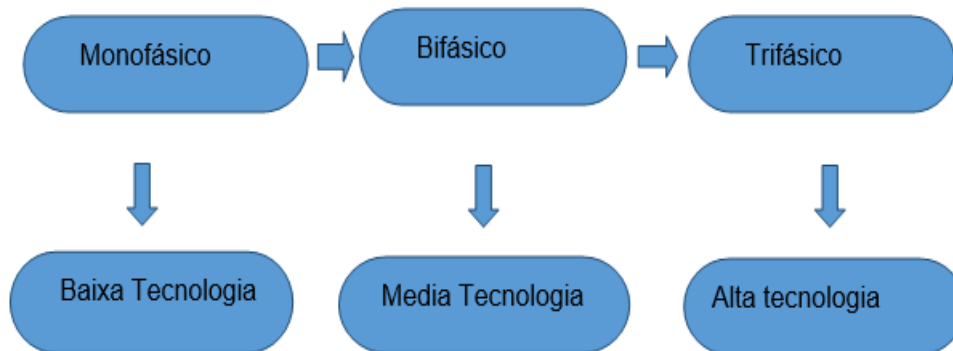 Monofásico
Bifásico
Trifásico
Baixa Tecnologia
Media Tecnologia
Alta tecnologia